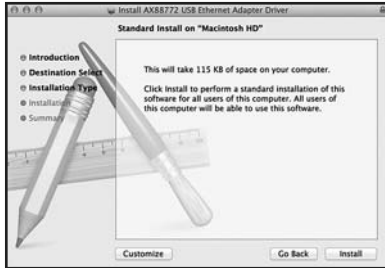 Install AX88772 USB Ethernet Adapter Driver
Standard Install on "Macintosh HD"
Introduction
Destination Select
Installation Type
Installation
Summary
This will take 115 KB of space on your computer.
Click Install to perform a standard installation of this
software for all users of this computer. All users of
this computer will be able to use this software.
Customize
Go Back
Install